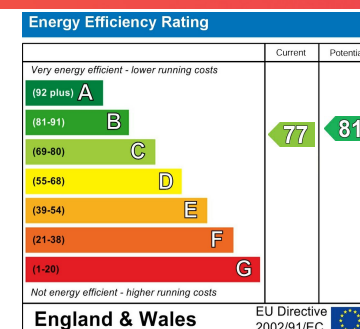 Energy Efficiency Rating
Current Potentia
Very energy efficient - lower running costs
(92 plus) A
(81-91) B
(69-80) C
77 81
(55-68) D
(39-54) E
(21-38) F
(1-20) G
Not energy efficient - higher running costs
England & Wales
EU Directive
2002/91/EC